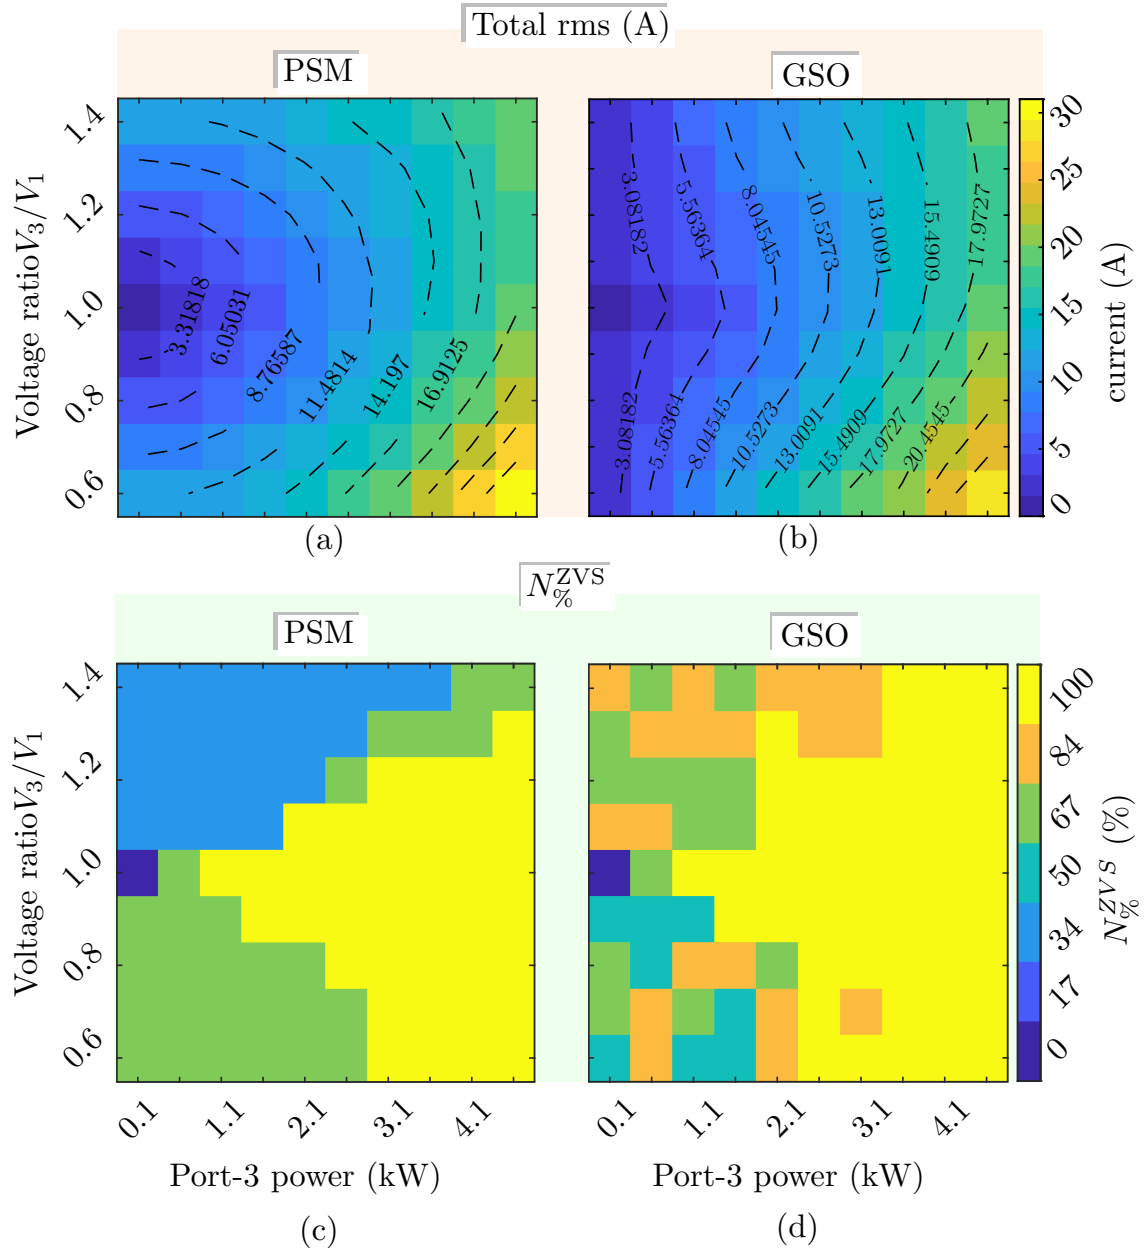 Total rms (A)
PSM
GSO
Voltage ratioV₃/V₁
1.4
1.2
1.0
0.8
0.6
3.31818
6.05031
8.76587
11.4814
14.197
16.9125
3.08182
5.56364
8.04545
10.5273
13.0091
15.4909
17.9727
3.08182
5.56364
8.04545
10.5273
13.0091
15.4909
17.9727
20.4545
30
25
20
15
10
5
0
current (A)
(a)
(b)
N%^ZVS
PSM
GSO
Voltage ratioV₃/V₁
1.4
1.2
1.0
0.8
0.6
100
84
67
50
34
17
0
N%^ZVS (%)
0.1 1.1 2.1 3.1 4.1
0.1 1.1 2.1 3.1 4.1
Port-3 power (kW)
Port-3 power (kW)
(c)
(d)